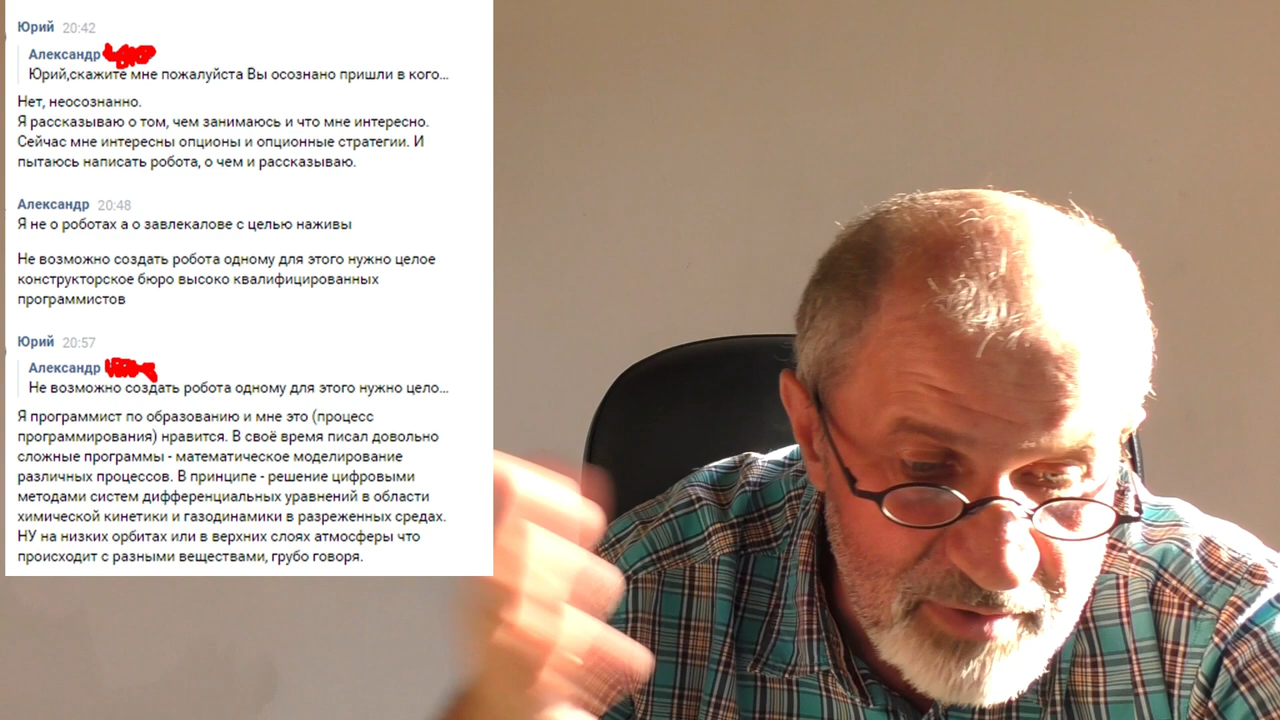 Юрий 20:42
Александр
Юрий,скажите мне пожалуйста Вы осознано пришли в кого...
Нет, неосознанно.
Я рассказываю о том, чем занимаюсь и что мне интересно.
Сейчас мне интересны опционы и опционные стратегии. И
пытаюсь написать робота, о чем и рассказываю.
Александр 20:48
Я не о роботах а о завлекалове с целью наживы
Не возможно создать робота одному для этого нужно целое
конструкторское бюро высоко квалифицированных
программистов
Юрий 20:57
Александр
Не возможно создать робота одному для этого нужно цело...
Я программист по образованию и мне это (процесс
программирования) нравится. В своё время писал довольно
сложные программы - математическое моделирование
различных процессов. В принципе - решение цифровыми
методами систем дифференциальных уравнений в области
химической кинетики и газодинамики в разреженных средах.
НУ на низких орбитах или в верхних слоях атмосферы что
происходит с разными веществами, грубо говоря.